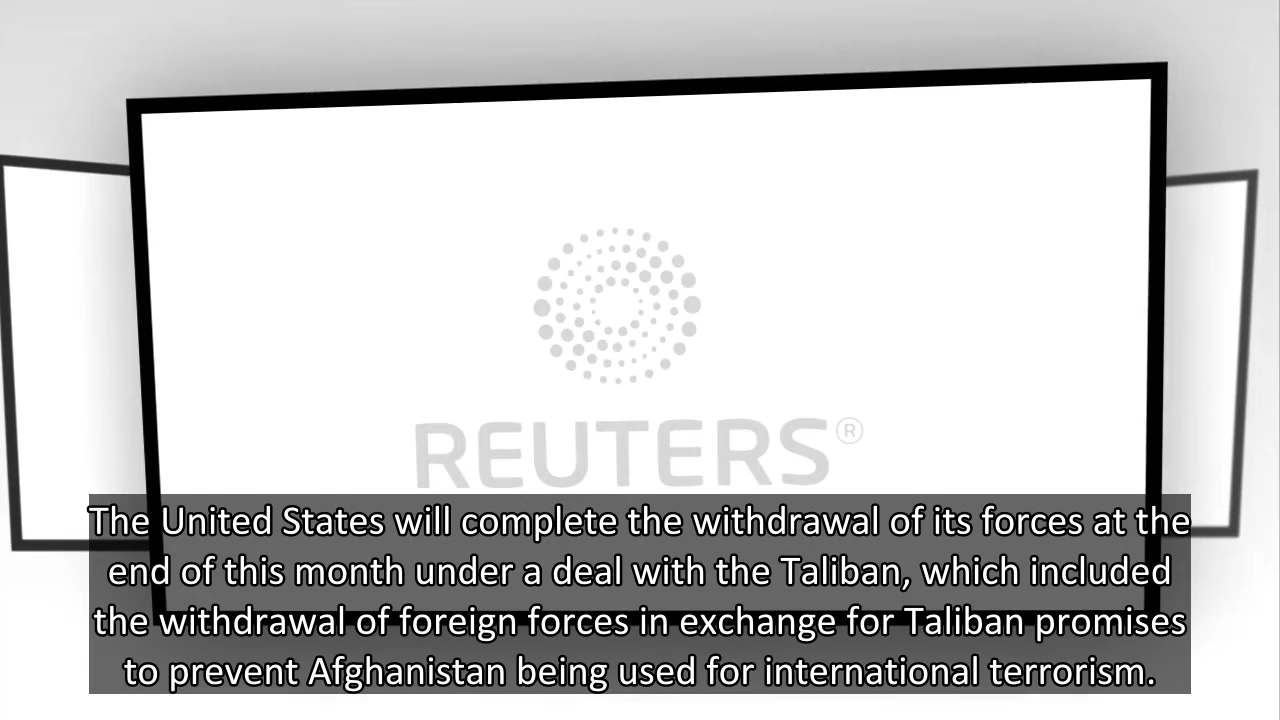 REUTERS®
The United States will complete the withdrawal of its forces at the
end of this month under a deal with the Taliban, which included
the withdrawal of foreign forces in exchange for Taliban promises
to prevent Afghanistan being used for international terrorism.